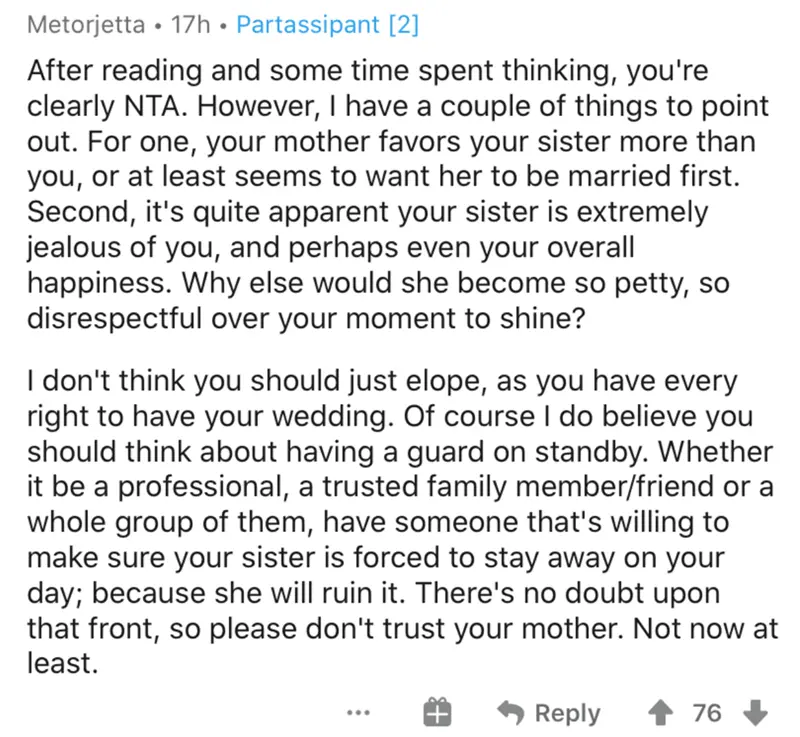 Metorjetta • 17h • Partassipant [2]
After reading and some time spent thinking, you're
clearly NTA. However, I have a couple of things to point
out. For one, your mother favors your sister more than
you, or at least seems to want her to be married first.
Second, it's quite apparent your sister is extremely
jealous of you, and perhaps even your overall
happiness. Why else would she become so petty, so
disrespectful over your moment to shine?
I don't think you should just elope, as you have every
right to have your wedding. Of course I do believe you
should think about having a guard on standby. Whether
it be a professional, a trusted family member/friend or a
whole group of them, have someone that's willing to
make sure your sister is forced to stay away on your
day; because she will ruin it. There's no doubt upon
that front, so please don't trust your mother. Not now at
least.
... Reply 76